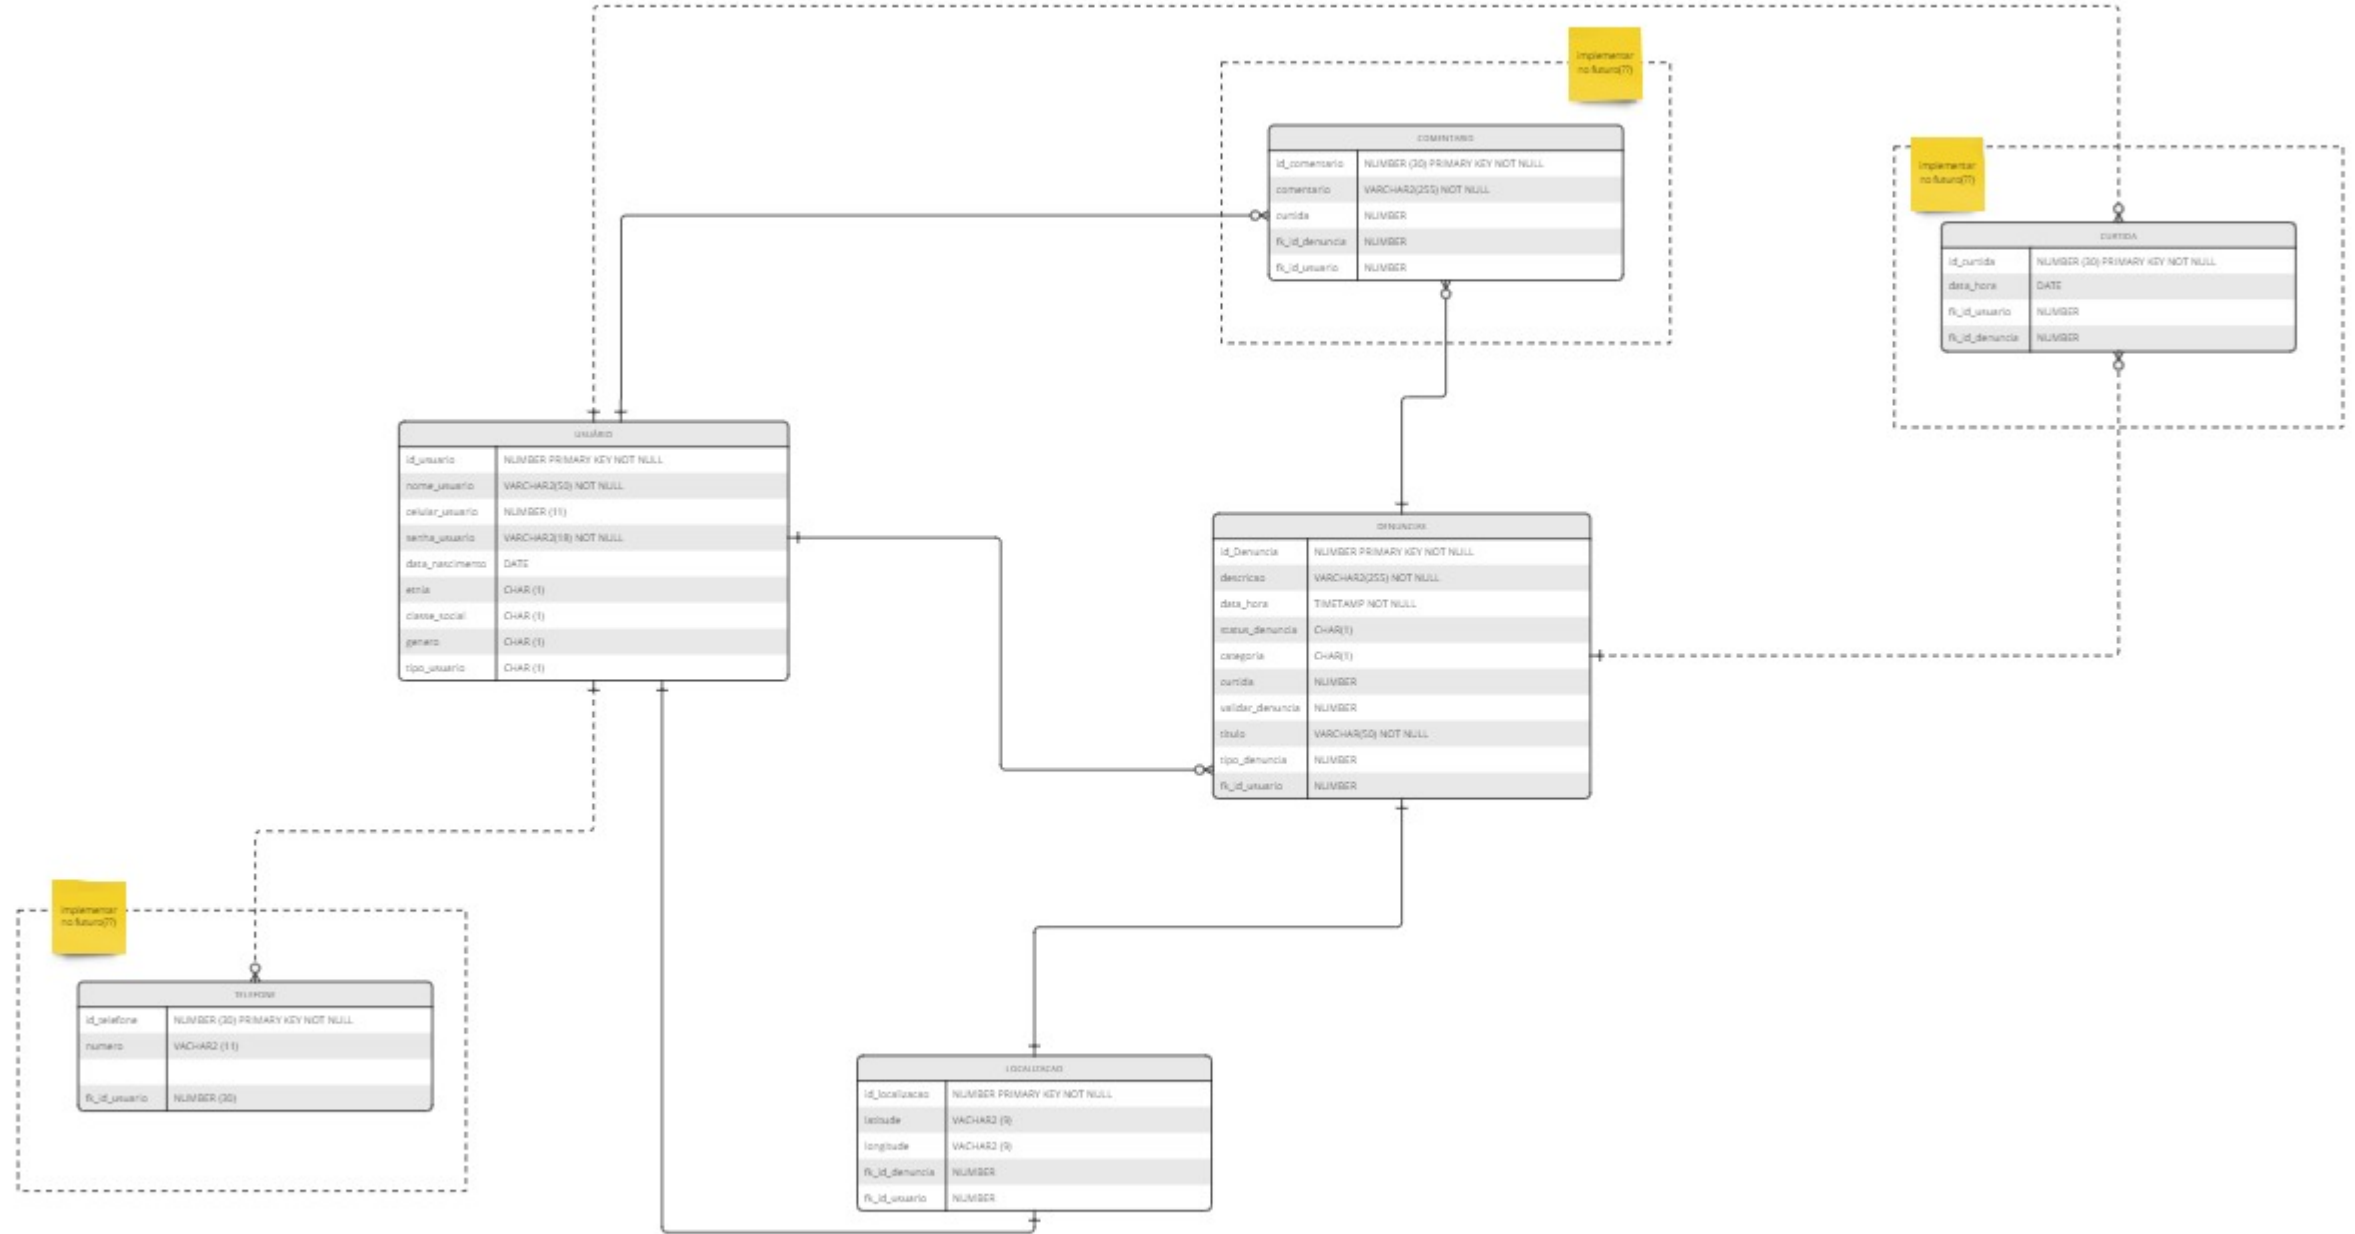 Implementar
no futuro(??)
COMENTARIO
id_comentario NUMBER (30) PRIMARY KEY NOT NULL
comentario VARCHAR2(255) NOT NULL
curtida NUMBER
fk_id_denuncia NUMBER
fk_id_usuario NUMBER
Implementar
no futuro(??)
CURTIDA
id_curtida NUMBER (30) PRIMARY KEY NOT NULL
data_hora DATE
fk_id_usuario NUMBER
fk_id_denuncia NUMBER
USUÁRIO
id_usuario NUMBER PRIMARY KEY NOT NULL
nome_usuario VARCHAR2(50) NOT NULL
celular_usuario NUMBER (11)
senha_usuario VARCHAR2(18) NOT NULL
data_nascimento DATE
etnia CHAR (1)
classe_social CHAR (1)
genero CHAR (1)
tipo_usuario CHAR (1)
DENUNCIAS
id_Denuncia NUMBER PRIMARY KEY NOT NULL
descricao VARCHAR2(255) NOT NULL
data_hora TIMETAMP NOT NULL
status_denuncia CHAR(1)
categoria CHAR(1)
curtida NUMBER
validar_denuncia NUMBER
titulo VARCHAR(50) NOT NULL
tipo_denuncia NUMBER
fk_id_usuario NUMBER
Implementar
no futuro(??)
TELEFONE
id_telefone NUMBER (30) PRIMARY KEY NOT NULL
numero VACHAR2 (11)
fk_id_usuario NUMBER (30)
LOCALIZACAO
id_localizacao NUMBER PRIMARY KEY NOT NULL
latitude VACHAR2 (9)
longitude VACHAR2 (9)
fk_id_denuncia NUMBER
fk_id_usuario NUMBER